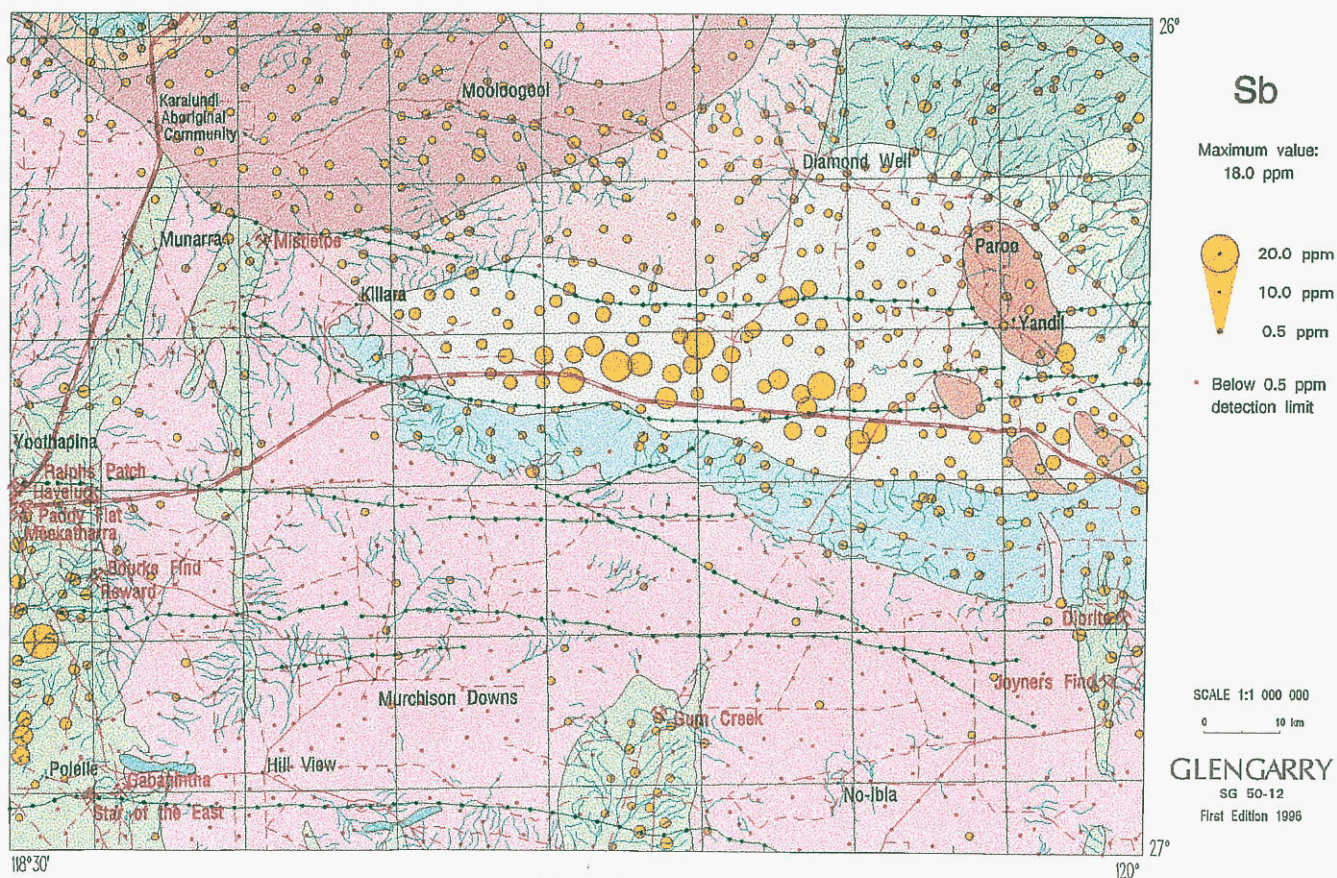 26°
Sb
Maximum value:
18.0 ppm
20.0 ppm
10.0 ppm
0.5 ppm
Below 0.5 ppm
detection limit
Karalundi
Aboriginal
Community
Mooloogool
Diamond Well
Munarra
Mistletoe
Paroo
Killara
Yandil
Yoothapina
Ralphs Patch
Haveluck
Paddy Flat
Meekatharra
Bourke Find
Reward
Diorite
Joyners Find
Murchison Downs
Gum Creek
Polelle
Hill View
Gabanintha
No-Ibla
Star of the East
SCALE 1:1 000 000
0 10 km
GLENGARRY
SG 50-12
First Edition 1996
118°30'
120°
27°